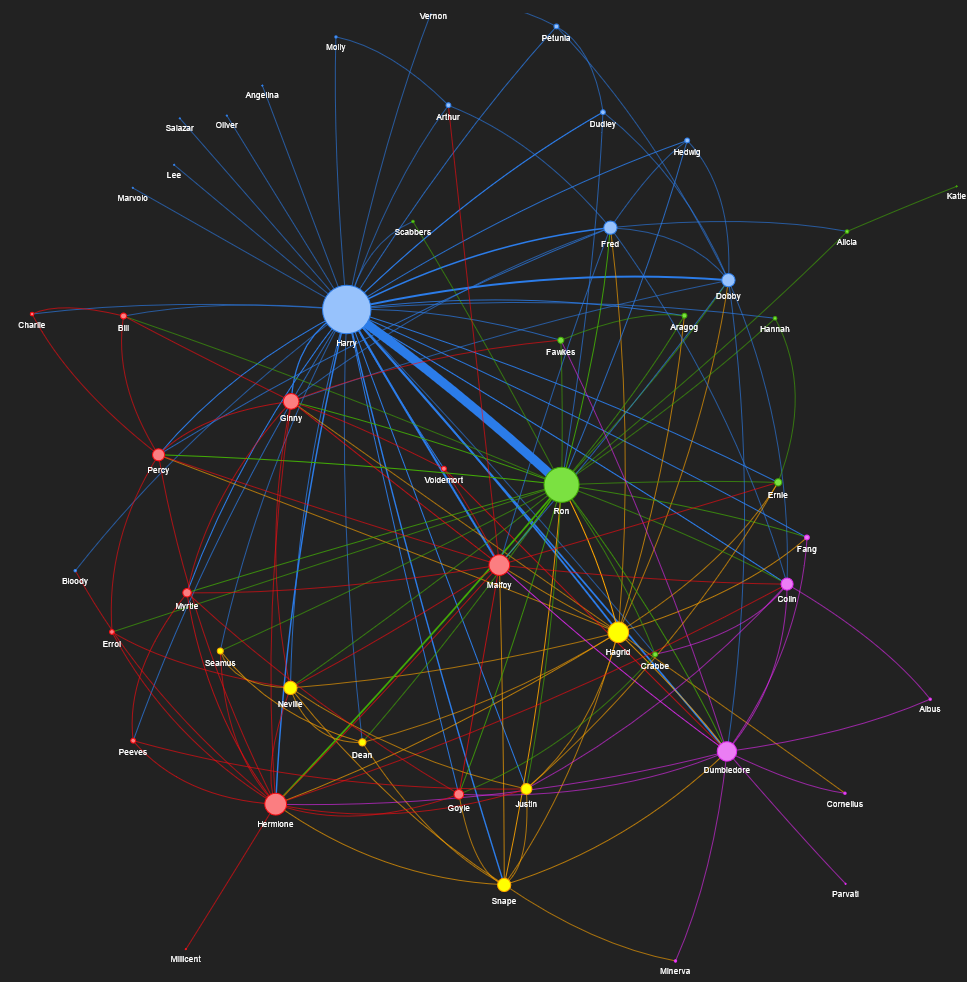 Vernon
Petunia
Molly
Angelina
Arthur
Dudley
Salazar
Oliver
Hedwig
Lee
Marvolo
Katie
Scabbers
Fred
Alicia
Dobby
Charlie
Bill
Harry
Aragog
Hannah
Fawkes
Ginny
Percy
Voldemort
Ron
Ernie
Fang
Bloody
Myrtle
Malfoy
Colin
Errol
Seamus
Hagrid
Crabbe
Neville
Albus
Peeves
Dean
Dumbledore
Hermione
Goyle
Justin
Cornelius
Snape
Parvati
Millicent
Minerva